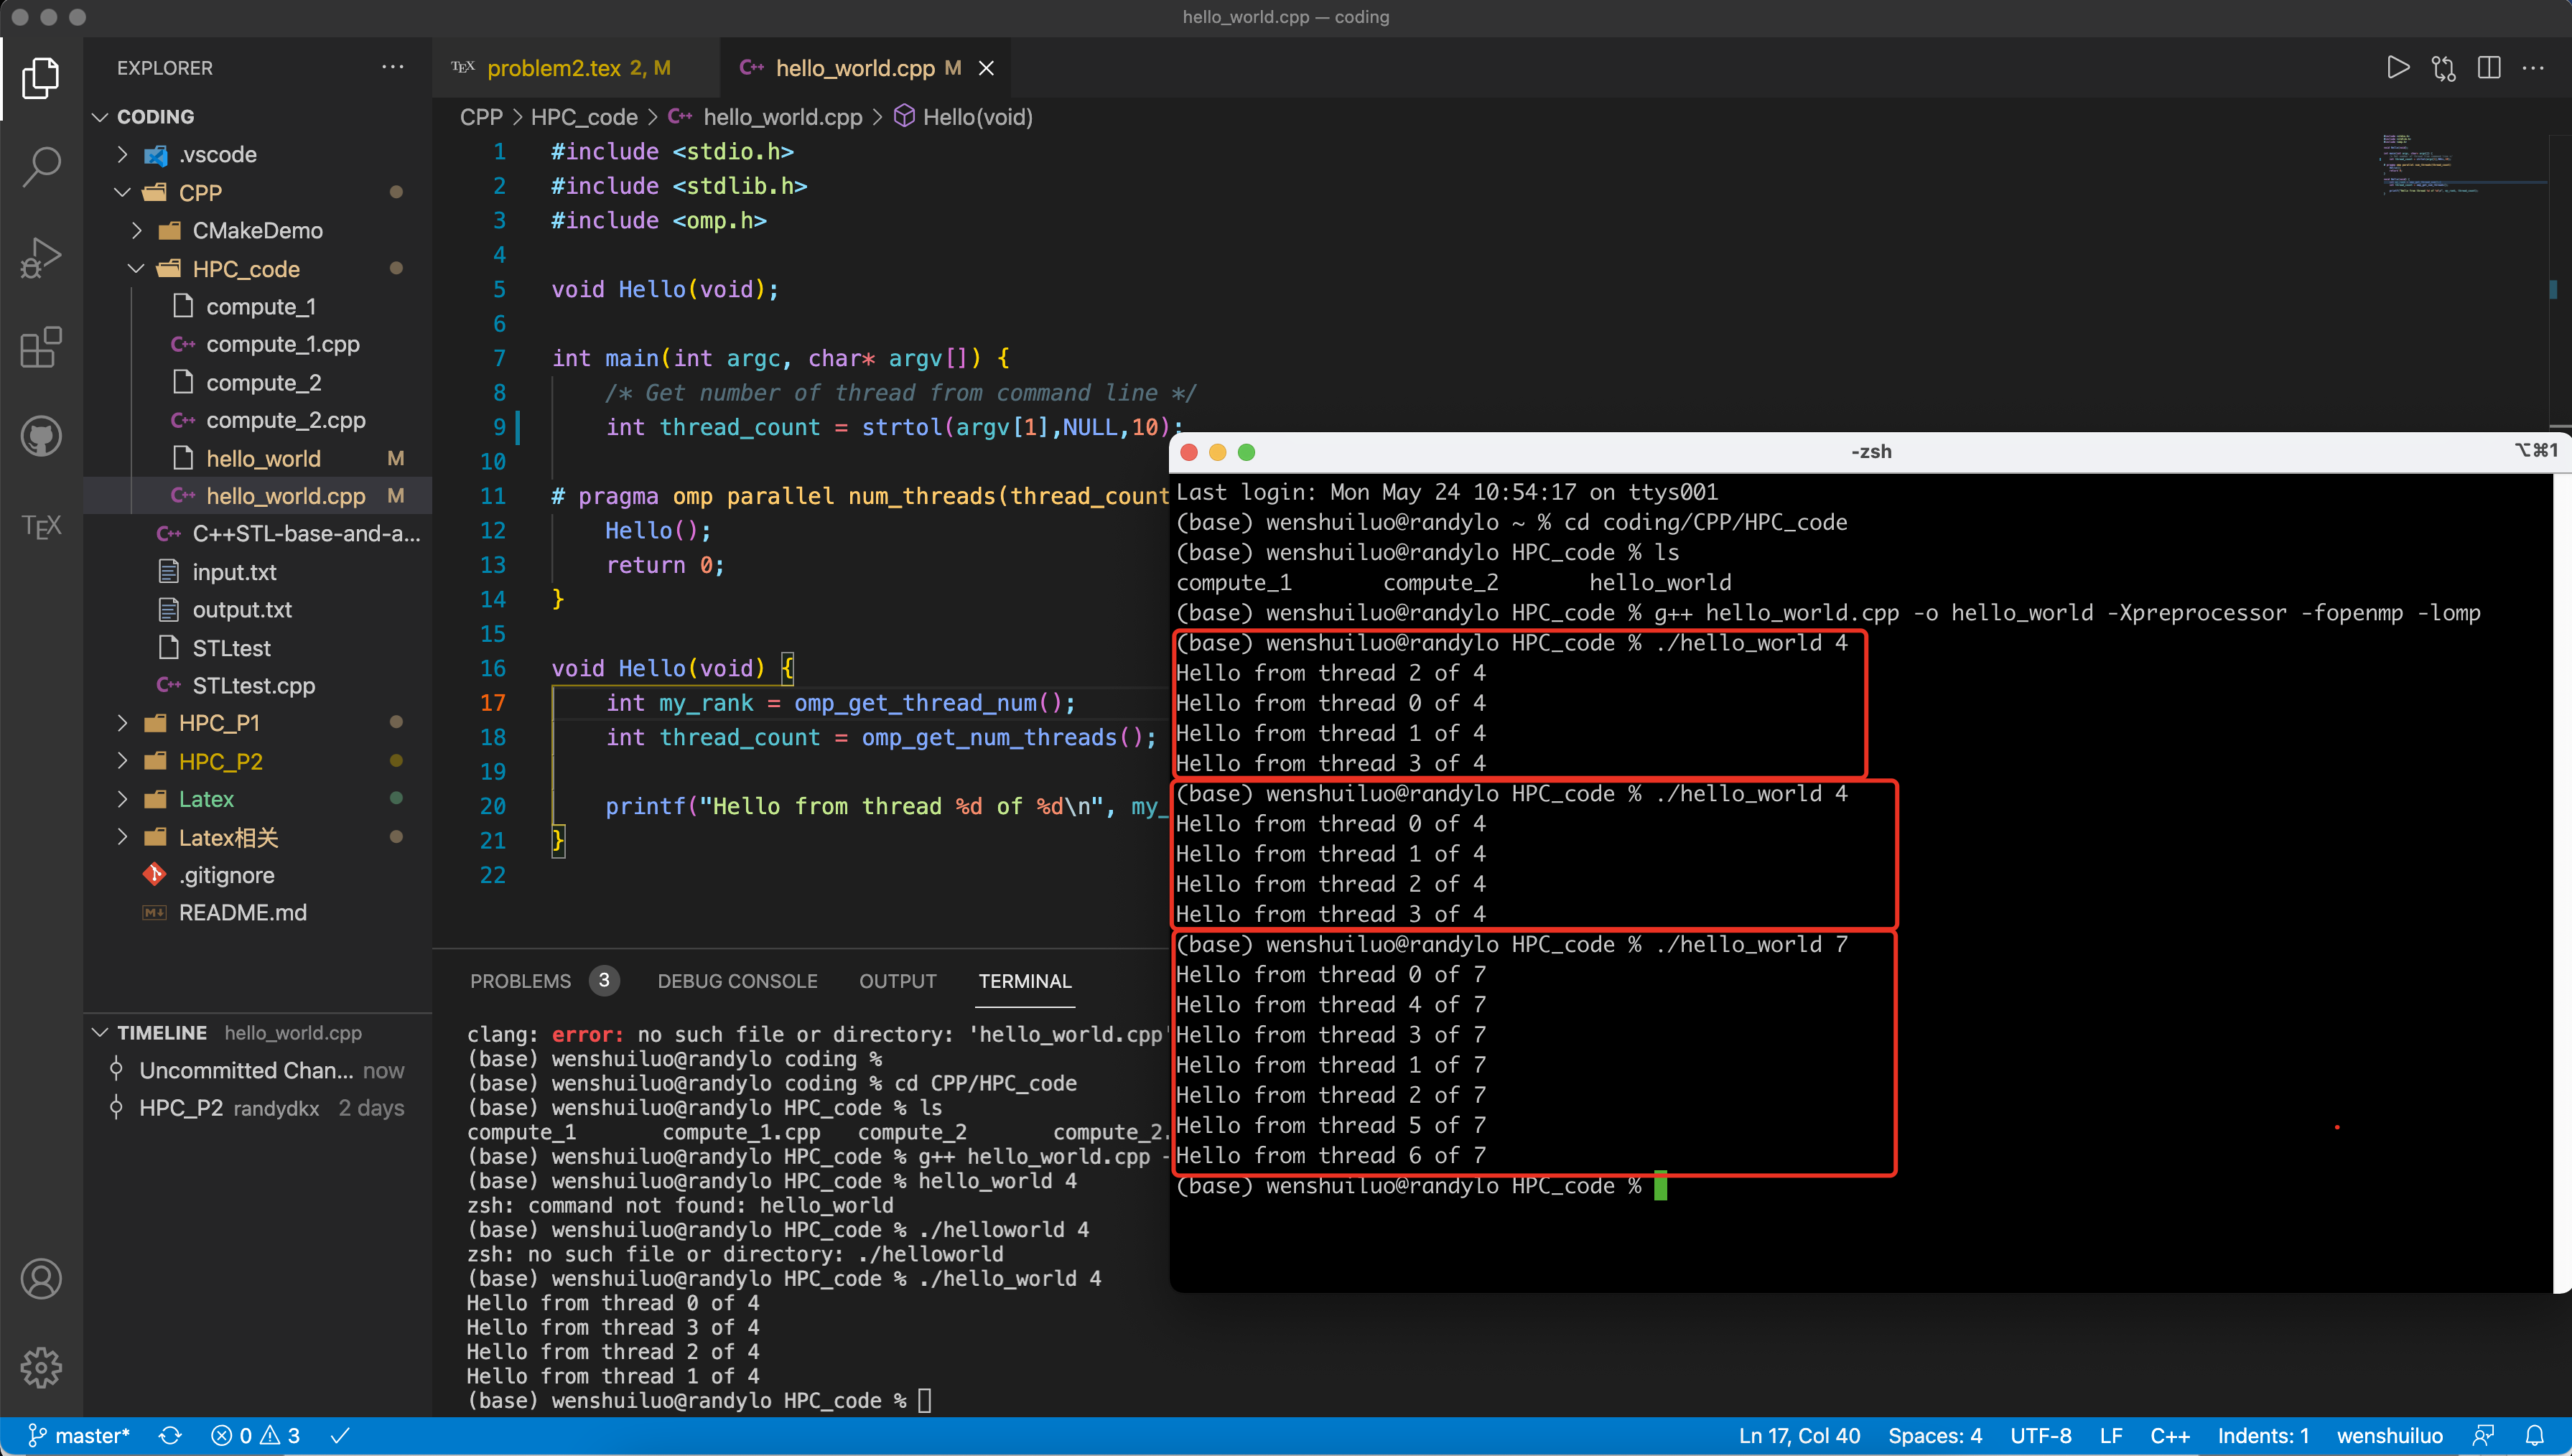 hello_world.cpp — coding
EXPLORER
CODING
.vscode
CPP
CMakeDemo
HPC_code
compute_1
compute_1.cpp
compute_2
compute_2.cpp
hello_world M
hello_world.cpp M
C++STL-base-and-a...
input.txt
output.txt
STLtest
STLtest.cpp
HPC_P1
HPC_P2
Latex
Latex相关
.gitignore
README.md
TIMELINE hello_world.cpp
Uncommitted Chan... now
HPC_P2 randydkx 2 days
problem2.tex 2, M
hello_world.cpp M
CPP > HPC_code > hello_world.cpp > Hello(void)
1 #include <stdio.h>
2 #include <stdlib.h>
3 #include <omp.h>
4
5 void Hello(void);
6
7 int main(int argc, char* argv[]) {
8 /* Get number of thread from command line */
9 int thread_count = strtol(argv[1],NULL,10);
10
11 # pragma omp parallel num_threads(thread_count
12 Hello();
13 return 0;
14 }
15
16 void Hello(void) {
17 int my_rank = omp_get_thread_num();
18 int thread_count = omp_get_num_threads();
19
20 printf("Hello from thread %d of %d\n", my_
21 }
22
PROBLEMS 3 DEBUG CONSOLE OUTPUT TERMINAL
clang: error: no such file or directory: 'hello_world.cpp'
(base) wenshuiluo@randylo coding %
(base) wenshuiluo@randylo coding % cd CPP/HPC_code
(base) wenshuiluo@randylo HPC_code % ls
compute_1 compute_1.cpp compute_2 compute_2.
(base) wenshuiluo@randylo HPC_code % g++ hello_world.cpp -
(base) wenshuiluo@randylo HPC_code % hello_world 4
zsh: command not found: hello_world
(base) wenshuiluo@randylo HPC_code % ./helloworld 4
zsh: no such file or directory: ./helloworld
(base) wenshuiluo@randylo HPC_code % ./hello_world 4
Hello from thread 0 of 4
Hello from thread 3 of 4
Hello from thread 2 of 4
Hello from thread 1 of 4
(base) wenshuiluo@randylo HPC_code %
-zsh ⌥⌘1
Last login: Mon May 24 10:54:17 on ttys001
(base) wenshuiluo@randylo ~ % cd coding/CPP/HPC_code
(base) wenshuiluo@randylo HPC_code % ls
compute_1 compute_2 hello_world
(base) wenshuiluo@randylo HPC_code % g++ hello_world.cpp -o hello_world -Xpreprocessor -fopenmp -lomp
(base) wenshuiluo@randylo HPC_code % ./hello_world 4
Hello from thread 2 of 4
Hello from thread 0 of 4
Hello from thread 1 of 4
Hello from thread 3 of 4
(base) wenshuiluo@randylo HPC_code % ./hello_world 4
Hello from thread 0 of 4
Hello from thread 1 of 4
Hello from thread 2 of 4
Hello from thread 3 of 4
(base) wenshuiluo@randylo HPC_code % ./hello_world 7
Hello from thread 0 of 7
Hello from thread 4 of 7
Hello from thread 3 of 7
Hello from thread 1 of 7
Hello from thread 2 of 7
Hello from thread 5 of 7
Hello from thread 6 of 7
(base) wenshuiluo@randylo HPC_code %
master* 0 3 Ln 17, Col 40 Spaces: 4 UTF-8 LF C++ Indents: 1 wenshuiluo